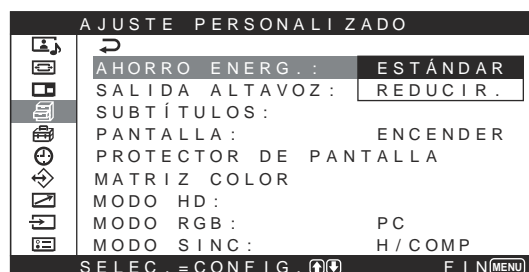 AJUSTE PERSONALIZADO
AHORRO ENERG.: ESTÁNDAR
SALIDA ALTAVOZ: REDUCIR.
SUBTÍTULOS:
PANTALLA: ENCENDER
PROTECTOR DE PANTALLA
MATRIZ COLOR
MODO HD:
MODO RGB: PC
MODO SINC: H/COMP
SELEC.=CONFIG. FIN MENU